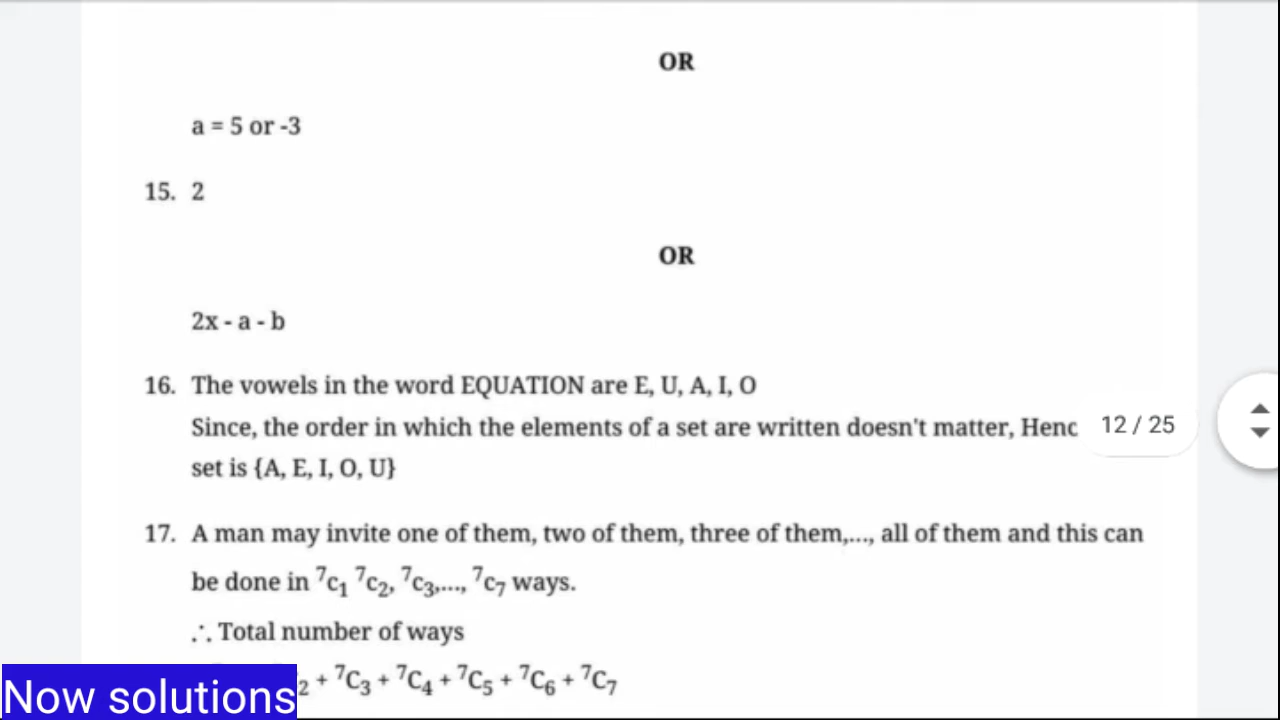 OR
a = 5 or -3
15. 2
OR
2x - a - b
16. The vowels in the word EQUATION are E, U, A, I, O
Since, the order in which the elements of a set are written doesn't matter, Henc
12 / 25
set is {A, E, I, O, U}
17. A man may invite one of them, two of them, three of them,..., all of them and this can
be done in ⁷c₁ ⁷c₂, ⁷c₃,..., ⁷c₇ ways.
∴ Total number of ways
₂ + ⁷C₃ + ⁷C₄ + ⁷C₅ + ⁷C₆ + ⁷C₇
Now solutions